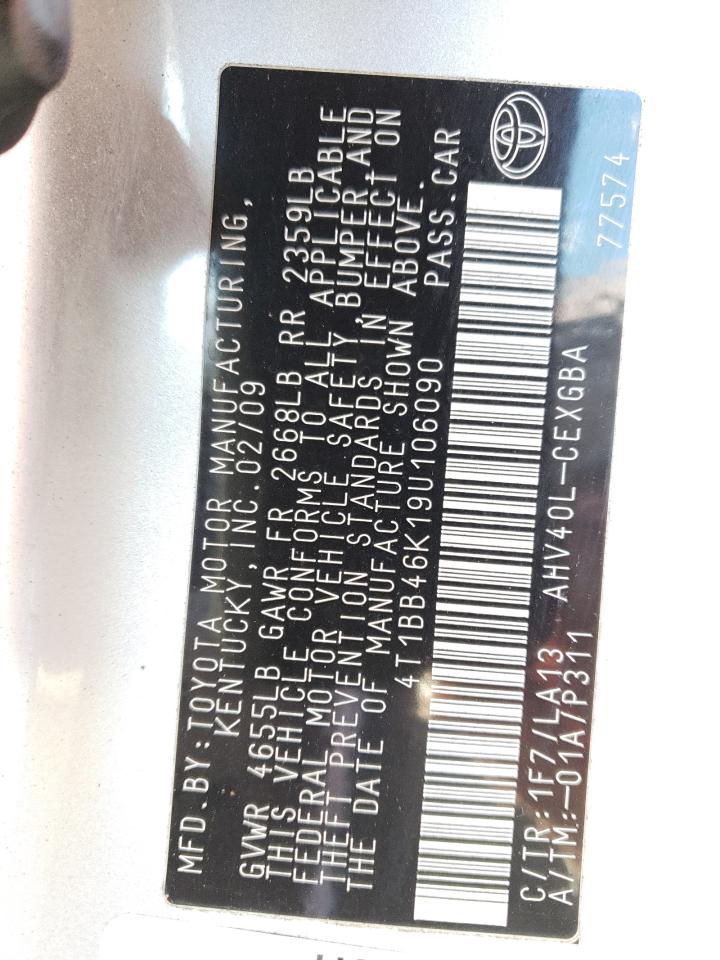 MFD.BY:TOYOTA MOTOR MANUFACTURING,
KENTUCKY,INC.02/09
GVWR 4655LB GAWR FR 2668LB RR 2359LB
THIS VEHICLE CONFORMS TO ALL APPLICABLE
FEDERAL MOTOR VEHICLE SAFETY,BUMPER,AND
THEFT PREVENTION STANDARDS IN EFFECT ON
THE DATE OF MANUFACTURE SHOWN ABOVE.
4T1BB46K19U106090 PASS.CAR
C/TR:1F7/LA13 AHV40L-CEXGBA
A/TM:-01A/P311 77574